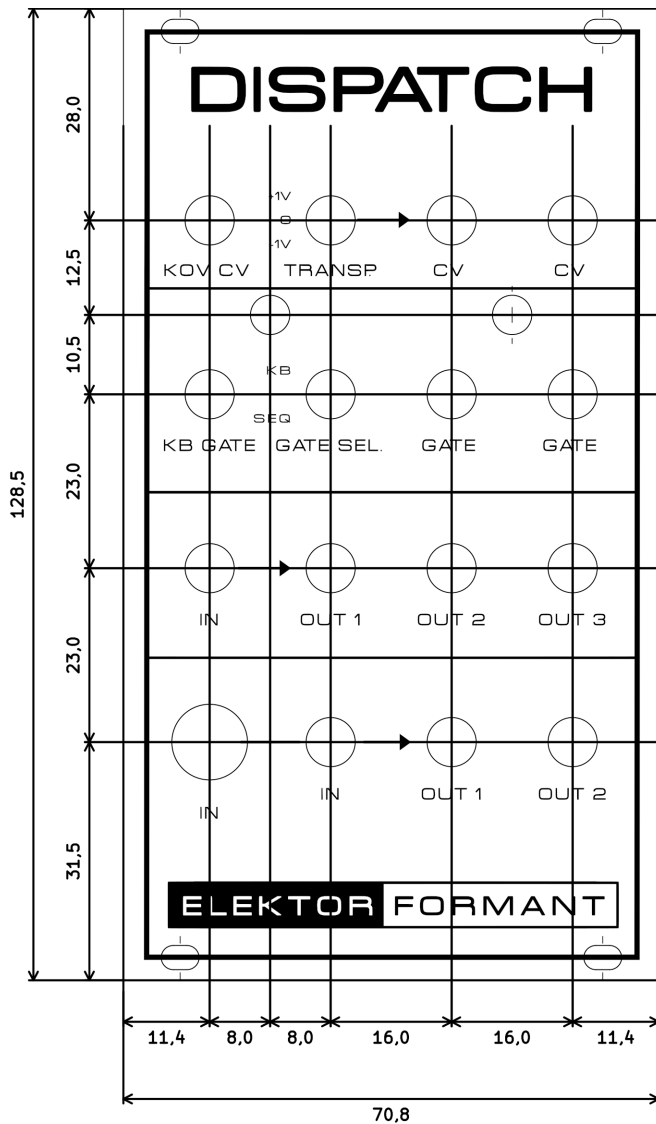 DISPATCH
28,0
+1V
0
-1V
KOV CV TRANSP. CV CV
12,5
10,5
KB
SEQ
KB GATE GATE SEL. GATE GATE
128,5
23,0
IN OUT 1 OUT 2 OUT 3
23,0
IN IN OUT 1 OUT 2
31,5
ELEKTOR FORMANT
11,4 8,0 8,0 16,0 16,0 11,4
70,8